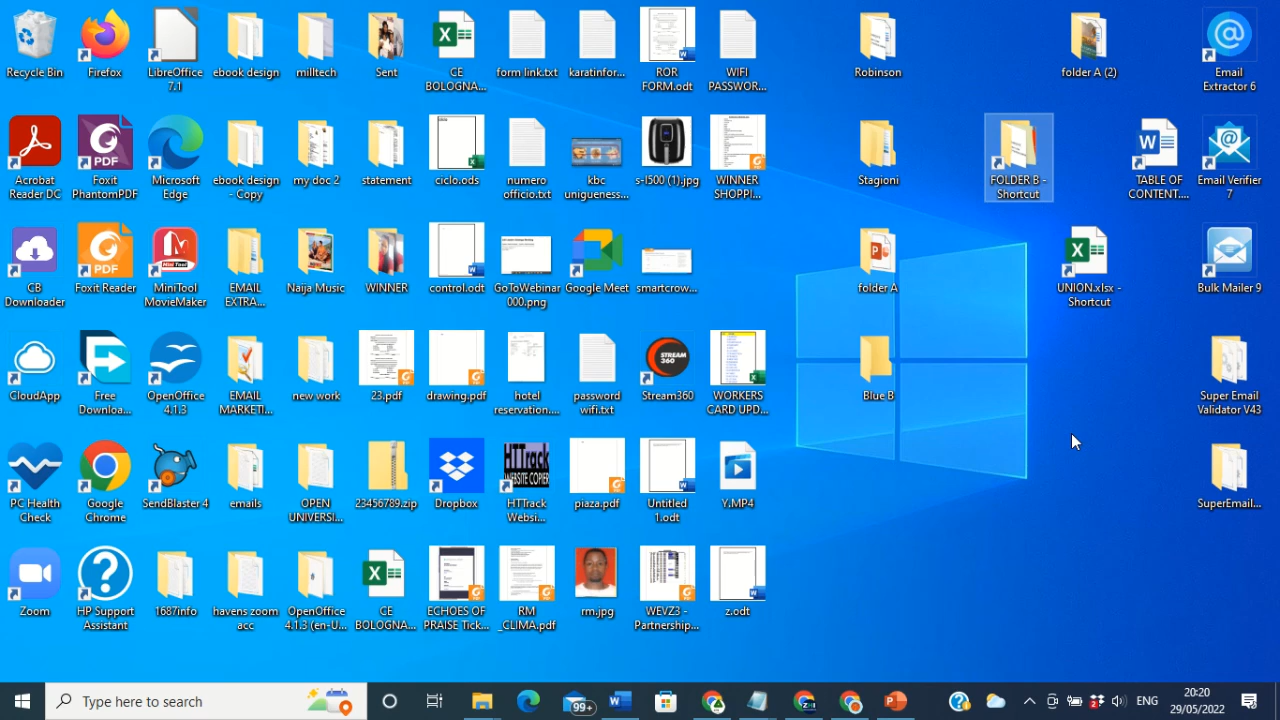 Recycle Bin
Firefox
LibreOffice
7.1
ebook design
milltech
Sent
CE
BOLOGNA...
form link.txt
karatinfor...
ROR
FORM.odt
WIFI
PASSWOR...
Robinson
folder A (2)
Email
Extractor 6
Acrobat
Reader DC
Foxit
PhantomPDF
Microsoft
Edge
ebook design
- Copy
my doc 2
statement
ciclo.ods
numero
officio.txt
kbc
uniqueness...
s-l500 (1).jpg
WINNER
SHOPPI...
Stagioni
FOLDER B -
Shortcut
TABLE OF
CONTENT....
Email Verifier
7
CB
Downloader
Foxit Reader
MiniTool
MovieMaker
EMAIL
EXTRA...
Naija Music
WINNER
control.odt
GoToWebinar
000.png
Google Meet
smartcrow...
folder A
UNION.xlsx -
Shortcut
Bulk Mailer 9
CloudApp
Free
Downloa...
OpenOffice
4.1.3
EMAIL
MARKETI...
new work
23.pdf
drawing.pdf
hotel
reservation....
password
wifi.txt
STREAM
360
Stream360
WORKERS
CARD UPD...
Blue B
Super Email
Validator V43
PC Health
Check
Google
Chrome
SendBlaster 4
emails
OPEN
UNIVERSI...
23456789.zip
Dropbox
HTTrack
WEBSITE COPIER
HTTrack
Websi...
piaza.pdf
Untitled
1.odt
Y.MP4
SuperEmail...
Zoom
HP Support
Assistant
1687info
havens zoom
acc
OpenOffice
4.1.3 (en-U...
CE
BOLOGNA...
ECHOES OF
PRAISE Tick...
RM
_CLIMA.pdf
rm.jpg
WEVZ3 -
Partnership...
z.odt
Type here to search
99+
ENG
20:20
29/05/2022